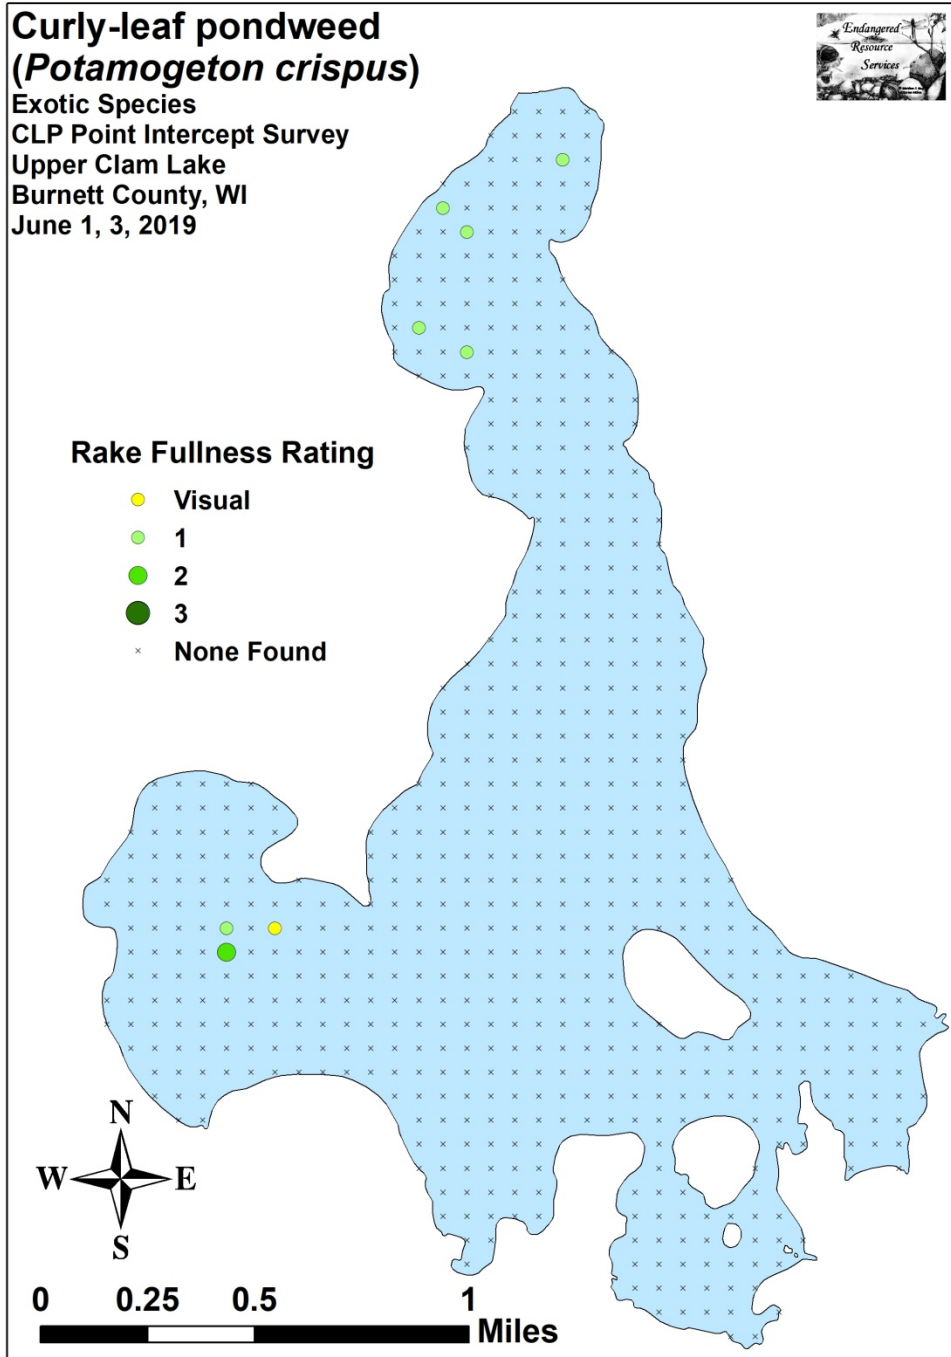 Curly-leaf pondweed
(Potamogeton crispus)
Exotic Species
CLP Point Intercept Survey
Upper Clam Lake
Burnett County, WI
June 1, 3, 2019
Endangered
Resource
Services
Rake Fullness Rating
Visual
1
2
3
None Found
N
W E
S
0 0.25 0.5 1
Miles